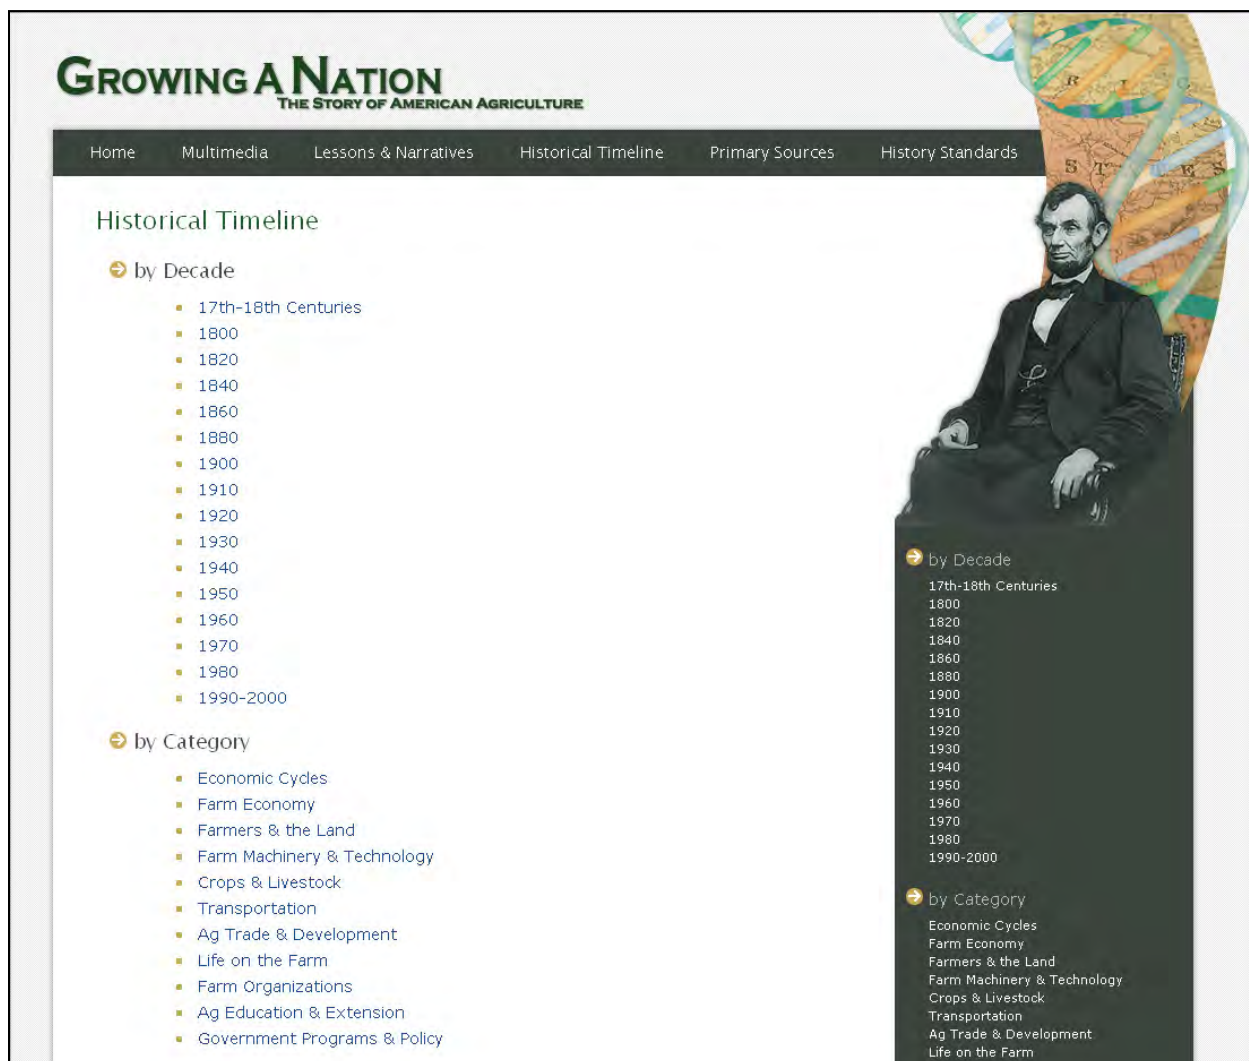 GROWING A NATION
THE STORY OF AMERICAN AGRICULTURE
Home Multimedia Lessons & Narratives Historical Timeline Primary Sources History Standards
Historical Timeline
by Decade
17th-18th Centuries
1800
1820
1840
1860
1880
1900
1910
1920
1930
1940
1950
1960
1970
1980
1990-2000
by Category
Economic Cycles
Farm Economy
Farmers & the Land
Farm Machinery & Technology
Crops & Livestock
Transportation
Ag Trade & Development
Life on the Farm
Farm Organizations
Ag Education & Extension
Government Programs & Policy
R I C
S T E S
by Decade
17th-18th Centuries
1800
1820
1840
1860
1880
1900
1910
1920
1930
1940
1950
1960
1970
1980
1990-2000
by Category
Economic Cycles
Farm Economy
Farmers & the Land
Farm Machinery & Technology
Crops & Livestock
Transportation
Ag Trade & Development
Life on the Farm